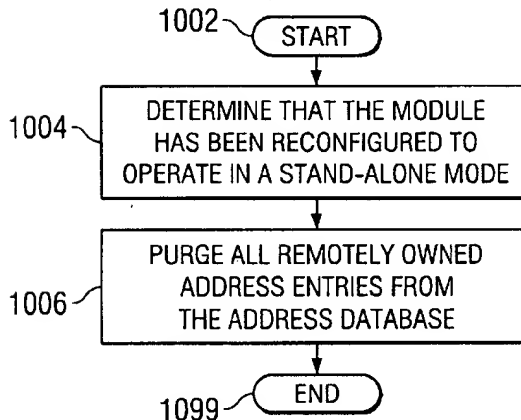 1002
START
1004
DETERMINE THAT THE MODULE
HAS BEEN RECONFIGURED TO
OPERATE IN A STAND-ALONE MODE
1006
PURGE ALL REMOTELY OWNED
ADDRESS ENTRIES FROM
THE ADDRESS DATABASE
1099
END